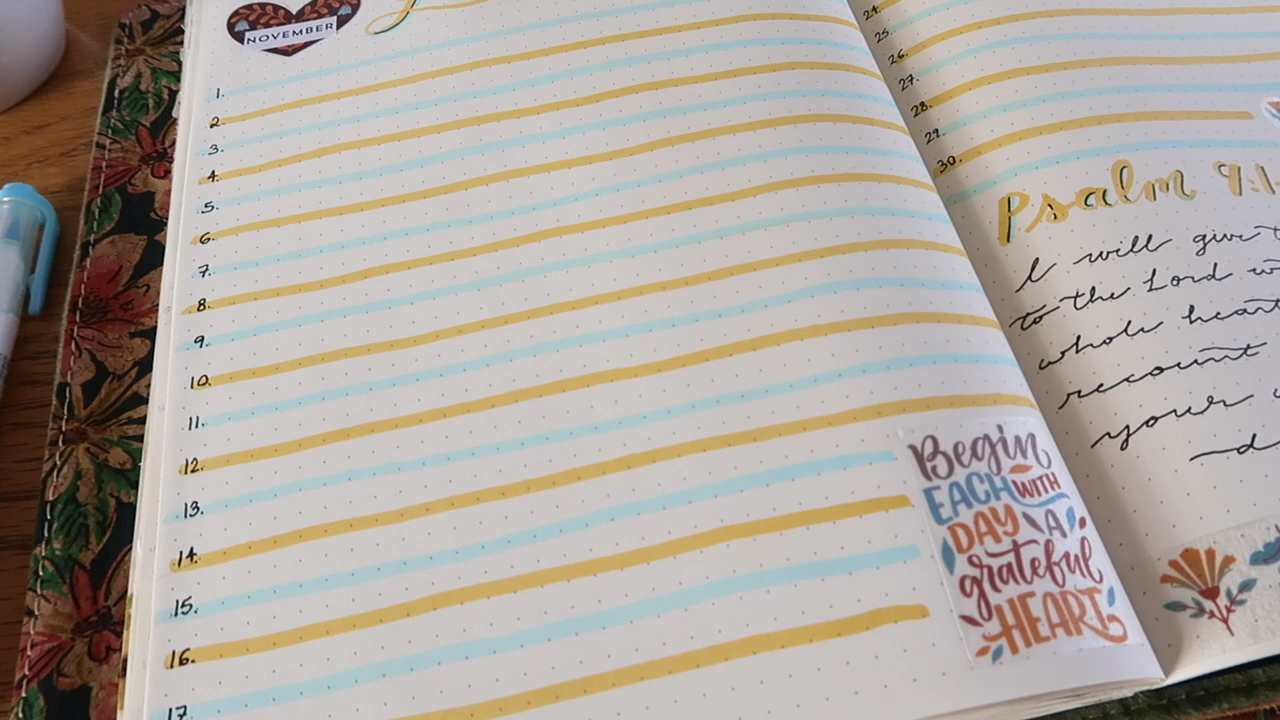 NOVEMBER
1.
2.
3.
4.
5.
6.
7.
8.
9.
10.
11.
12.
13.
14.
15.
16.
17.
Begin
EACH WITH
DAY A
grateful
HEART
24.
25.
26.
27.
28.
29.
30.
Psalm 9:1
I will give
to the Lord
whole
recount
your